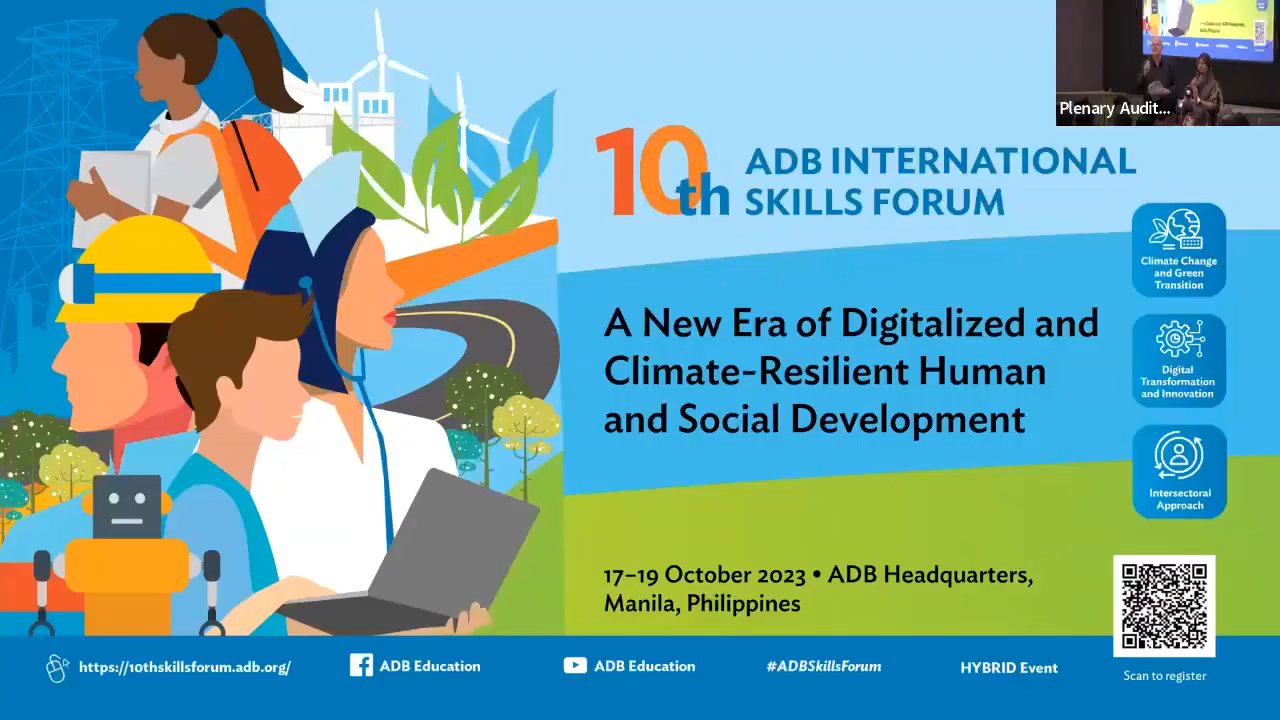 Plenary Audit...
10th
ADB INTERNATIONAL
SKILLS FORUM
A New Era of Digitalized and
Climate-Resilient Human
and Social Development
Climate Change
and Green
Transition
Digital
Transformation
and Innovation
Intersectoral
Approach
17–19 October 2023 • ADB Headquarters,
Manila, Philippines
https://10thskillsforum.adb.org/
ADB Education
ADB Education
#ADBSkillsForum
HYBRID Event
Scan to register